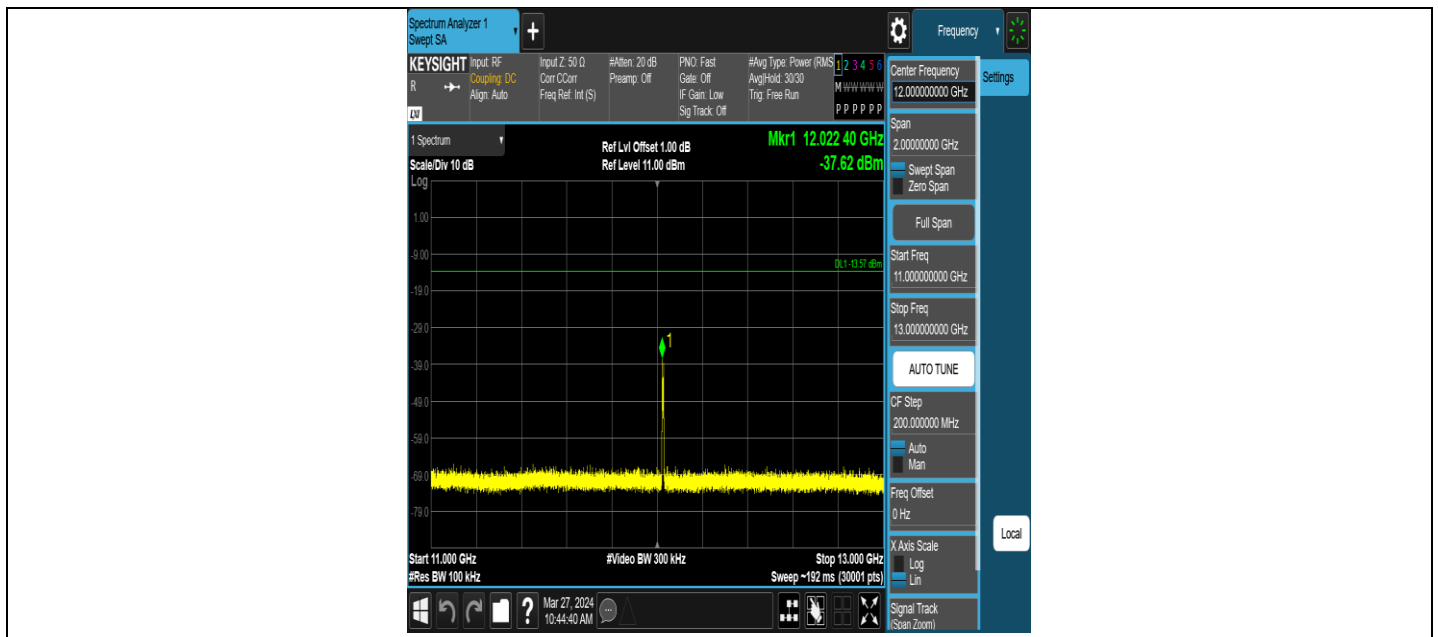 Spectrum Analyzer 1
Swept SA
+
Frequency
KEYSIGHT
R
LXI
Input: RF
Coupling: DC
Align: Auto
Input Z: 50 Ω
Corr CCorr
Freq Ref: Int (S)
#Atten: 20 dB
Preamp: Off
PNO: Fast
Gate: Off
IF Gain: Low
Sig Track: Off
#Avg Type: Power (RMS
Avg|Hold: 30/30
Trig: Free Run
1 2 3 4 5 6
M W W W W W
P P P P P P
1 Spectrum
Scale/Div 10 dB
Log
Ref Lvl Offset 1.00 dB
Ref Level 11.00 dBm
Mkr1 12.022 40 GHz
-37.62 dBm
1.00
-9.00
DL1 -13.57 dBm
-19.0
-29.0
1
-39.0
-49.0
-59.0
-69.0
-79.0
Start 11.000 GHz
#Video BW 300 kHz
Stop 13.000 GHz
#Res BW 100 kHz
Sweep ~192 ms (30001 pts)
?
Mar 27, 2024
10:44:40 AM
Center Frequency
12.000000000 GHz
Settings
Span
2.00000000 GHz
Swept Span
Zero Span
Full Span
Start Freq
11.000000000 GHz
Stop Freq
13.000000000 GHz
AUTO TUNE
CF Step
200.000000 MHz
Auto
Man
Freq Offset
0 Hz
X Axis Scale
Log
Lin
Signal Track
(Span Zoom)
Local